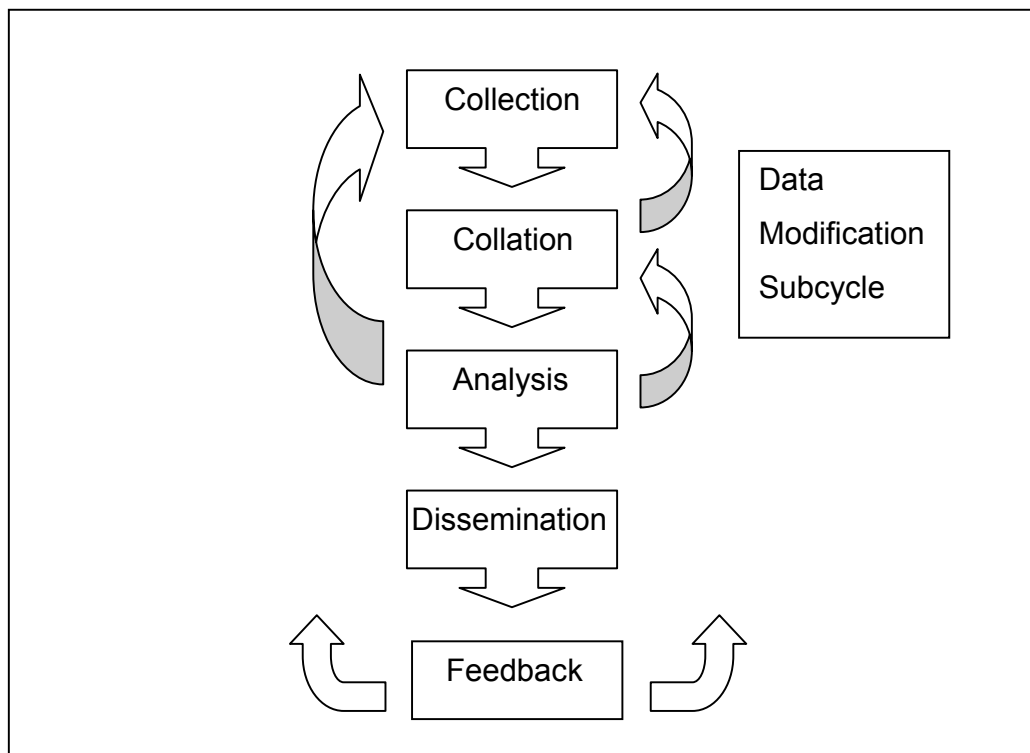 Collection
Collation
Analysis
Dissemination
Feedback
Data
Modification
Subcycle